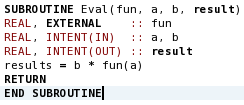 SUBROUTINE Eval(fun, a, b, result)
REAL, EXTERNAL    :: fun
REAL, INTENT(IN)  :: a, b
REAL, INTENT(OUT) :: result
results = b * fun(a)
RETURN
END SUBROUTINE